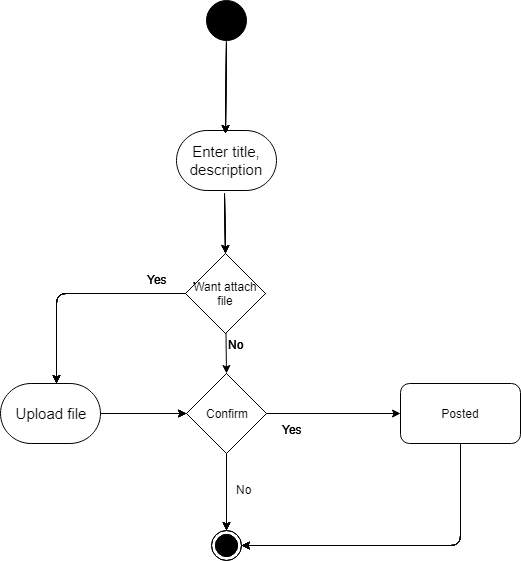 Enter title,
description
Yes
Want attach
file
No
Upload file
Confirm
Yes
Posted
No